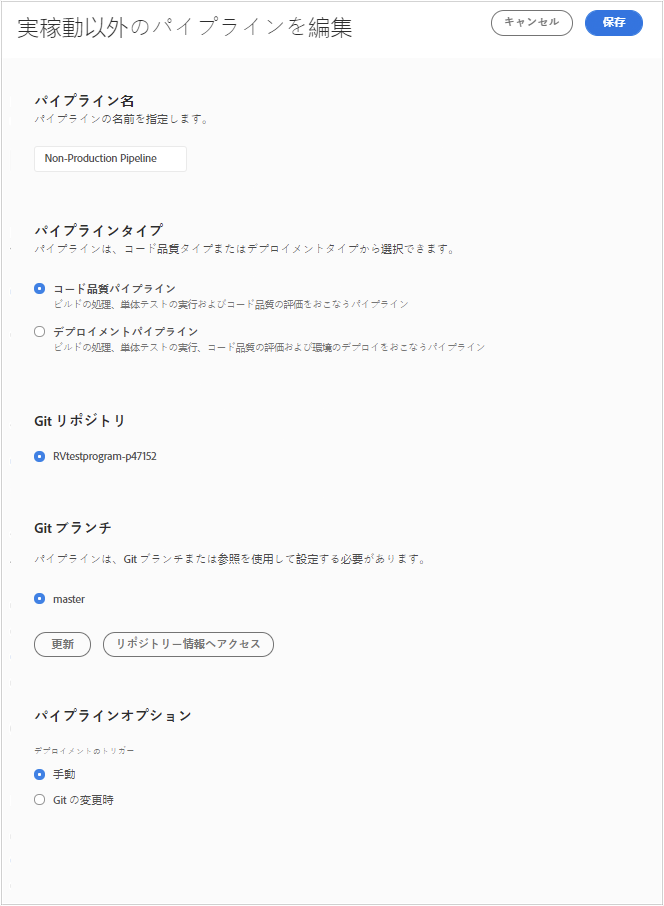 実稼動以外のパイプラインを編集
キャンセル
保存
パイプライン名
パイプラインの名前を指定します。
Non-Production Pipeline
パイプラインタイプ
パイプラインは、コード品質タイプまたはデプロイメントタイプから選択できます。
コード品質パイプライン
ビルドの処理、単体テストの実行およびコード品質の評価をおこなうパイプライン
デプロイメントパイプライン
ビルドの処理、単体テストの実行、コード品質の評価および環境のデプロイをおこなうパイプライン
Git リポジトリ
RVtestprogram-p47152
Git ブランチ
パイプラインは、Git ブランチまたは参照を使用して設定する必要があります。
master
更新
リポジトリー情報へアクセス
パイプラインオプション
デプロイメントのトリガー
手動
Git の変更時